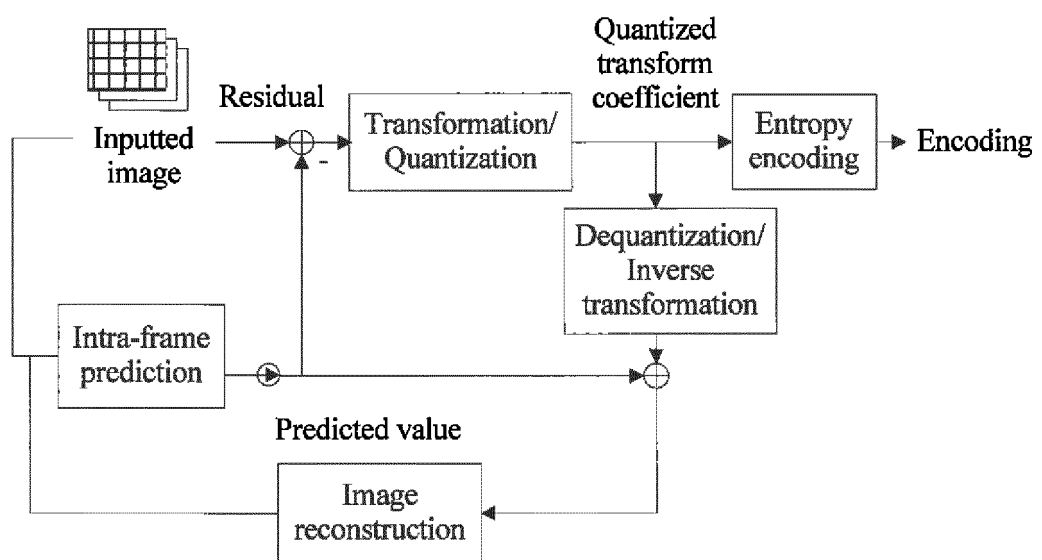 Quantized
transform
coefficient
Residual
Inputted
image
-
Transformation/
Quantization
Entropy
encoding
Encoding
Dequantization/
Inverse
transformation
Intra-frame
prediction
Predicted value
Image
reconstruction